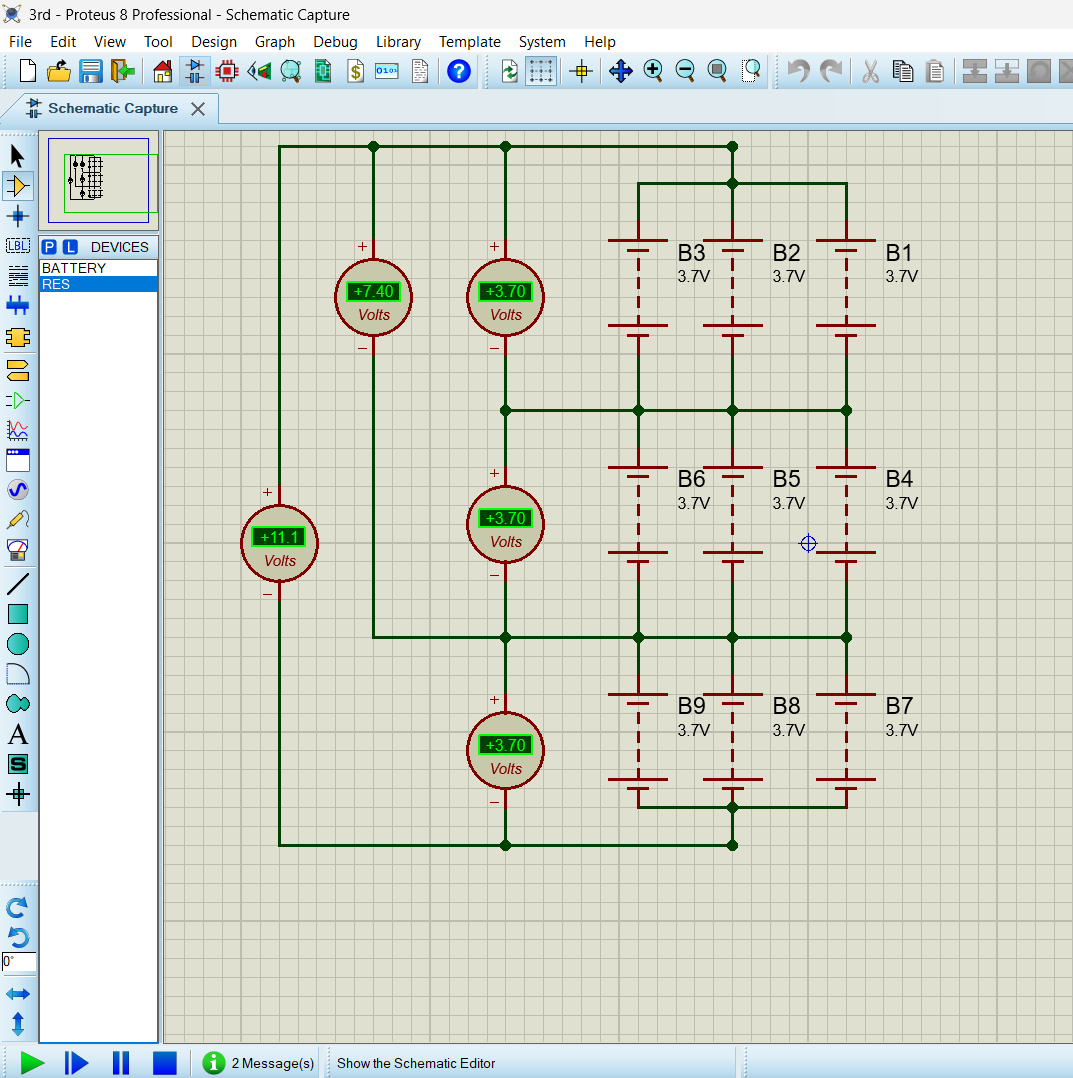 3rd - Proteus 8 Professional - Schematic Capture
File Edit View Tool Design Graph Debug Library Template System Help
$ 0101 ?
Schematic Capture
P L DEVICES
BATTERY
RES
LBL
A
S
0°
+ +
+7.40 +3.70
Volts Volts
− −
B3 B2 B1
3.7V 3.7V 3.7V
+
+3.70
Volts
−
B6 B5 B4
3.7V 3.7V 3.7V
+
+11.1
Volts
−
+
+3.70
Volts
−
B9 B8 B7
3.7V 3.7V 3.7V
2 Message(s) Show the Schematic Editor